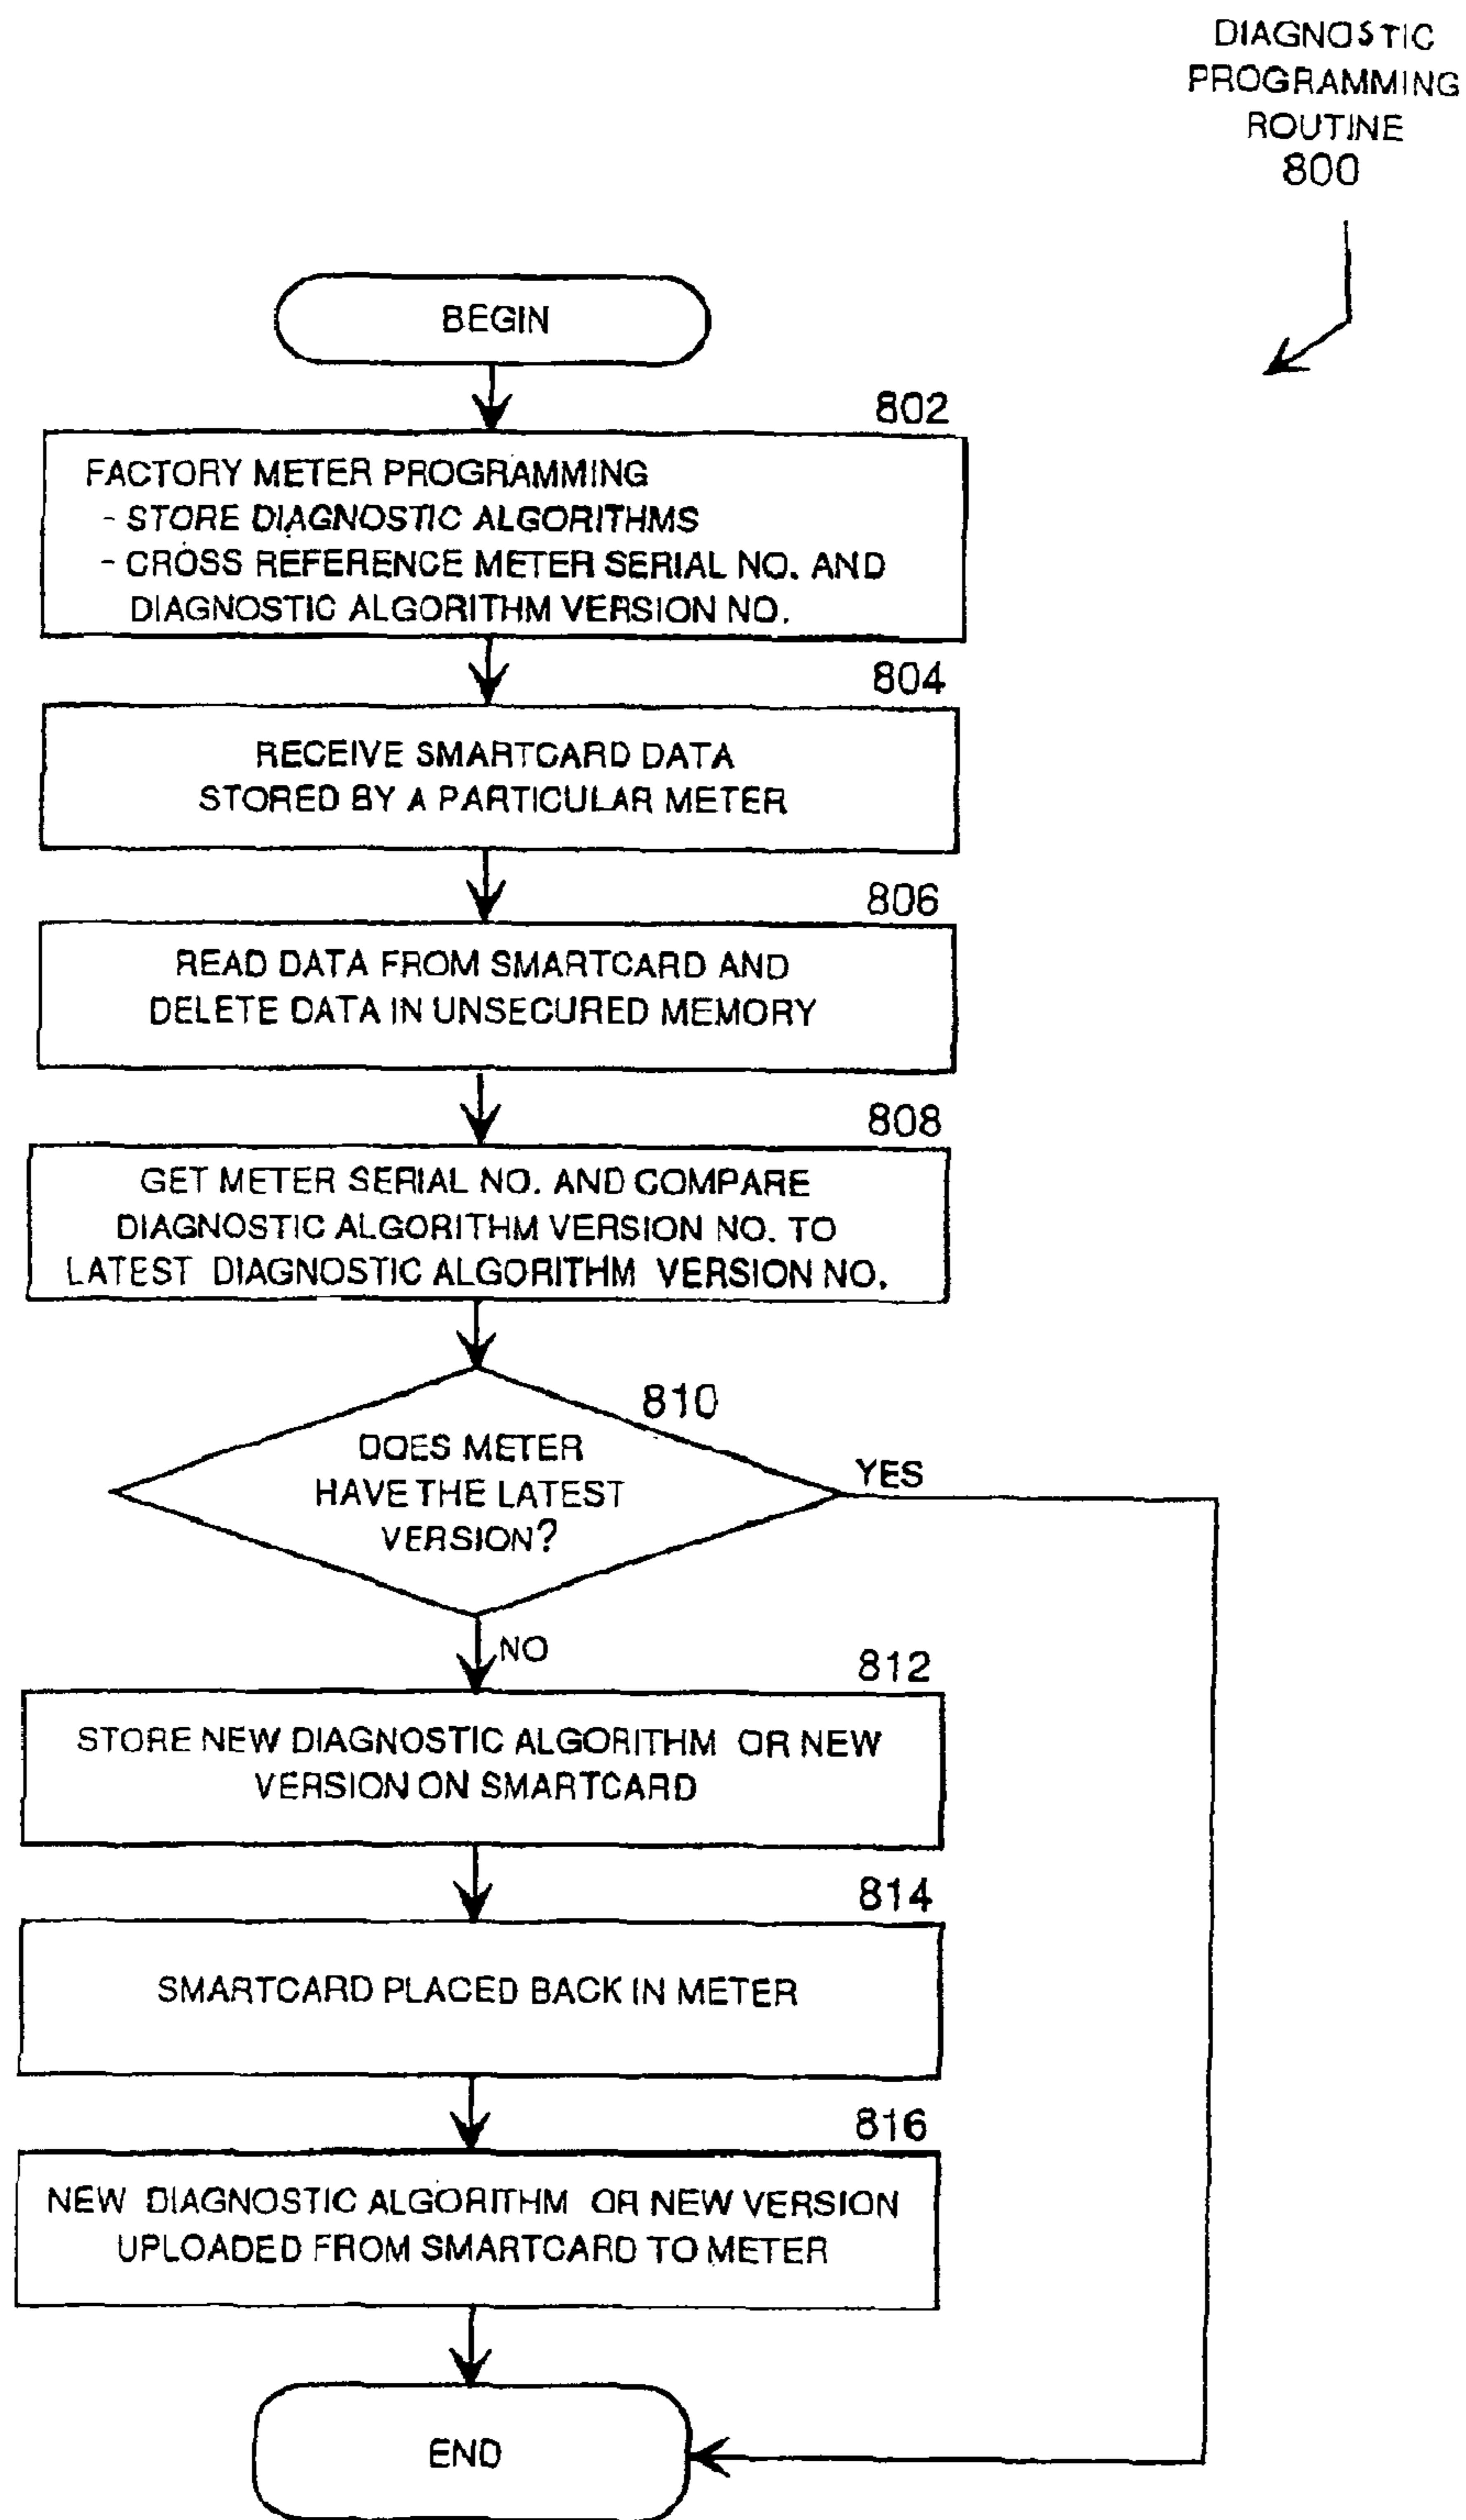 DIAGNOSTIC
PROGRAMMING
ROUTINE
800
BEGIN
802
FACTORY METER PROGRAMMING
- STORE DIAGNOSTIC ALGORITHMS
- CROSS REFERENCE METER SERIAL NO. AND
DIAGNOSTIC ALGORITHM VERSION NO.
804
RECEIVE SMARTCARD DATA
STORED BY A PARTICULAR METER
806
READ DATA FROM SMARTCARD AND
DELETE DATA IN UNSECURED MEMORY
808
GET METER SERIAL NO. AND COMPARE
DIAGNOSTIC ALGORITHM VERSION NO. TO
LATEST DIAGNOSTIC ALGORITHM VERSION NO.
810
DOES METER
HAVE THE LATEST
VERSION?
YES
NO
812
STORE NEW DIAGNOSTIC ALGORITHM OR NEW
VERSION ON SMARTCARD
814
SMARTCARD PLACED BACK IN METER
816
NEW DIAGNOSTIC ALGORITHM OR NEW VERSION
UPLOADED FROM SMARTCARD TO METER
END